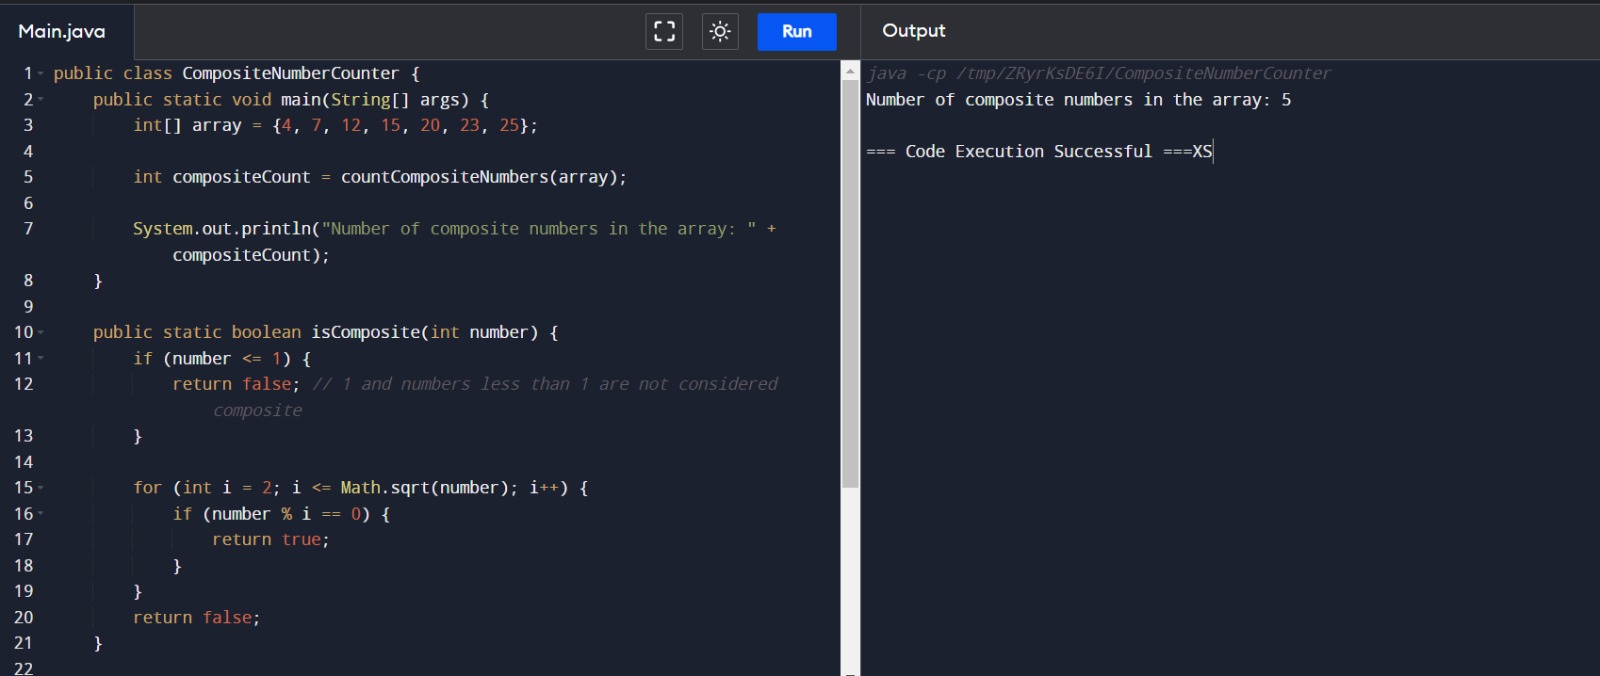 Main.java
Run
Output
1 public class CompositeNumberCounter {
2 public static void main(String[] args) {
3 int[] array = {4, 7, 12, 15, 20, 23, 25};
4
5 int compositeCount = countCompositeNumbers(array);
6
7 System.out.println("Number of composite numbers in the array: " +
compositeCount);
8 }
9
10 public static boolean isComposite(int number) {
11 if (number <= 1) {
12 return false; // 1 and numbers less than 1 are not considered
composite
13 }
14
15 for (int i = 2; i <= Math.sqrt(number); i++) {
16 if (number % i == 0) {
17 return true;
18 }
19 }
20 return false;
21 }
22
java -cp /tmp/ZRyrKsDE6I/CompositeNumberCounter
Number of composite numbers in the array: 5
=== Code Execution Successful ===XS